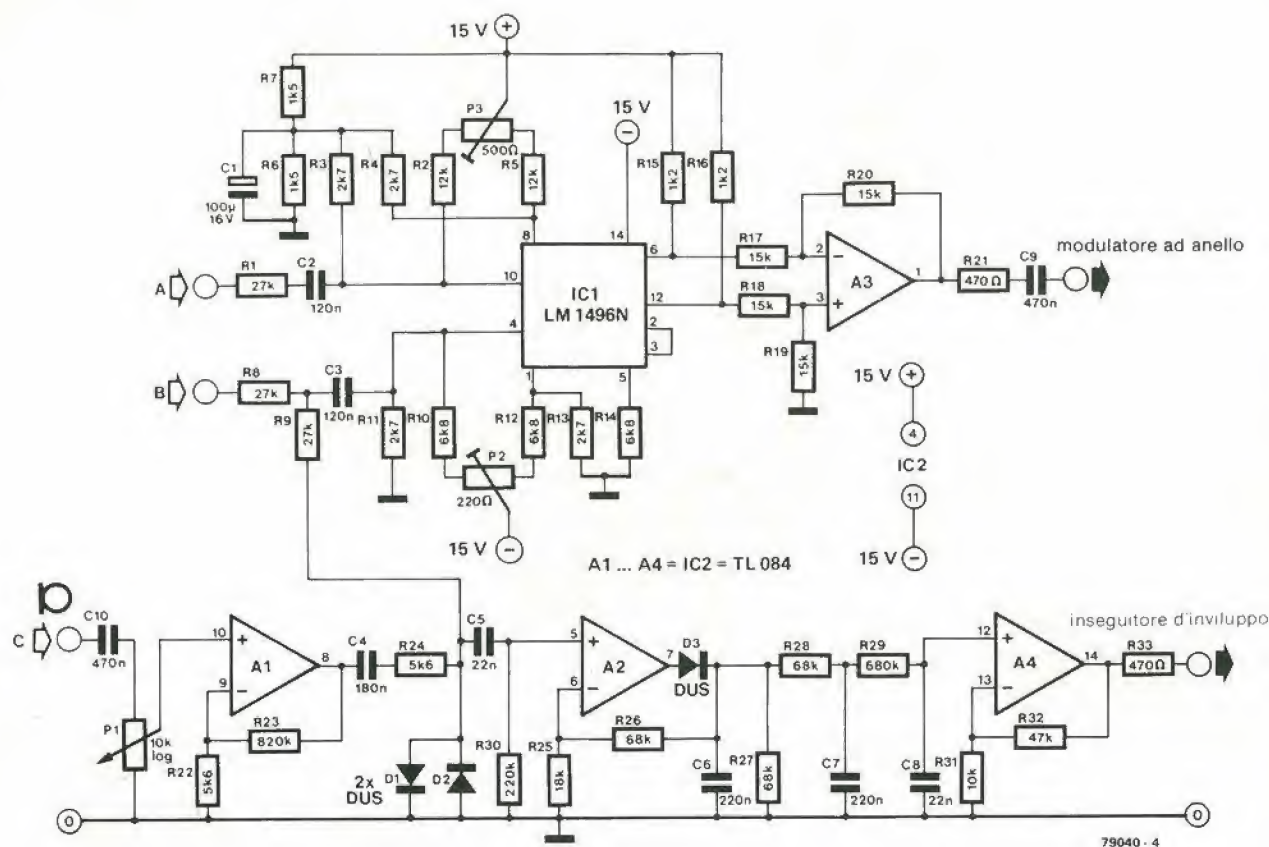 15 V +
R7
1k5
P3
500Ω
15 V
−
C1
100µ
16 V
R6
1k5
R3
2k7
R4
2k7
R2
12k
R5
12k
R15
1k2
R16
1k2
R20
15k
8
14
6
R17
15k
2
−
modulatore ad anello
A
R1
27k
C2
120n
10
IC1
LM 1496N
12
R18
15k
3
+
A3
1
R21
470Ω
C9
470n
4
2
3
R19
15k
B
R8
27k
C3
120n
1
5
15 V +
R9
27k
R11
2k7
R10
6k8
R12
6k8
R13
2k7
R14
6k8
4
IC2
P2
220Ω
11
15 V −
15 V −
A1 ... A4 = IC2 = TL 084
C
C10
470n
10
+
A1
8
9
−
C4
180n
R24
5k6
C5
22n
5
+
A2
7
6
−
D3
DUS
R28
68k
R29
680k
12
+
A4
14
13
−
inseguitore d'inviluppo
R33
470Ω
P1
10k
log
R23
820k
R22
5k6
2x
DUS
D1
D2
R30
220k
R25
18k
R26
68k
C6
220n
R27
68k
C7
220n
C8
22n
R31
10k
R32
47k
0
0
79040 - 4